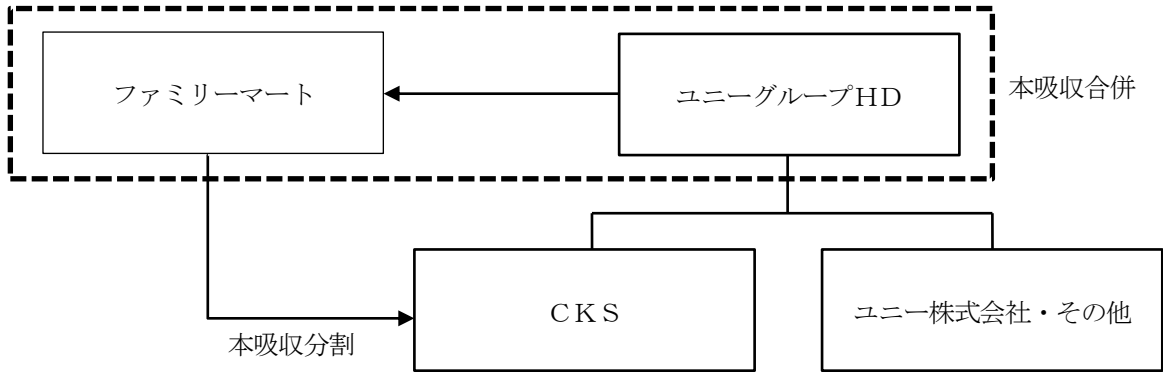 ファミリーマート
ユニーグループＨＤ
本吸収合併
ＣＫＳ
ユニー株式会社・その他
本吸収分割